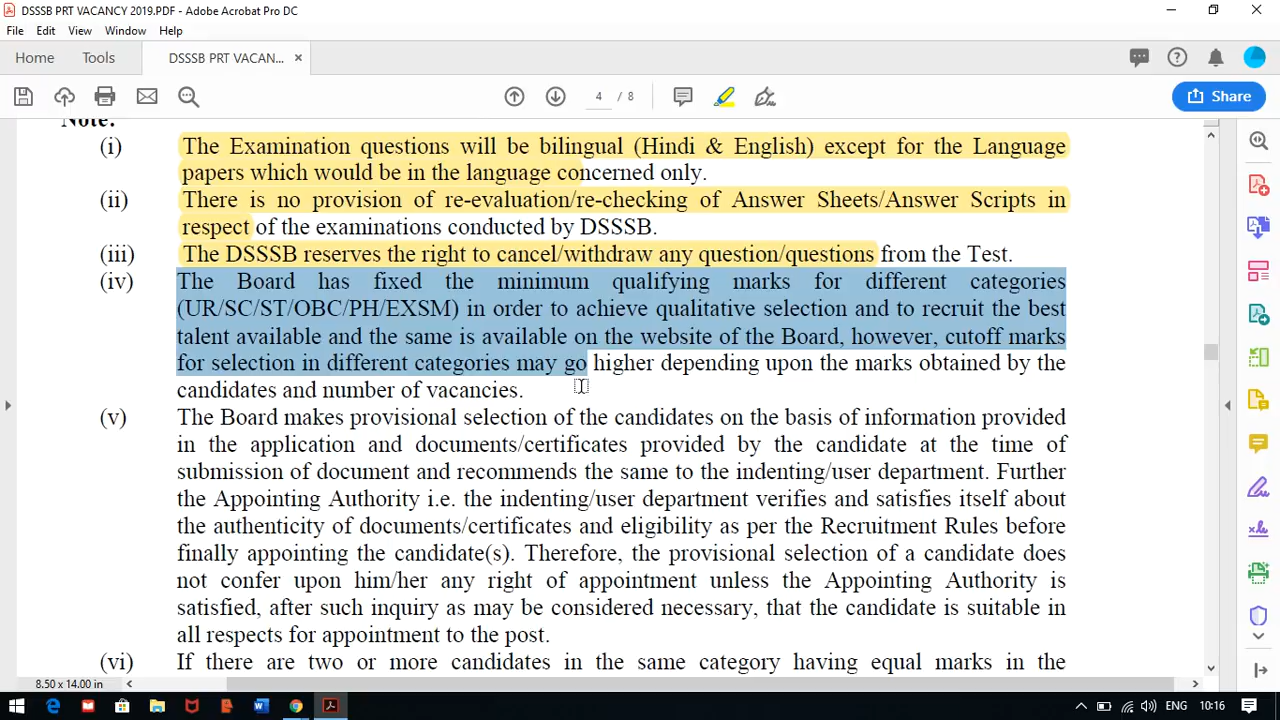 DSSSB PRT VACANCY 2019.PDF - Adobe Acrobat Pro DC
File Edit View Window Help
Home Tools DSSSB PRT VACAN... ×
4 / 8 Share
Note:
(i) The Examination questions will be bilingual (Hindi & English) except for the Language
papers which would be in the language concerned only.
(ii) There is no provision of re-evaluation/re-checking of Answer Sheets/Answer Scripts in
respect of the examinations conducted by DSSSB.
(iii) The DSSSB reserves the right to cancel/withdraw any question/questions from the Test.
(iv) The Board has fixed the minimum qualifying marks for different categories
(UR/SC/ST/OBC/PH/EXSM) in order to achieve qualitative selection and to recruit the best
talent available and the same is available on the website of the Board, however, cutoff marks
for selection in different categories may go higher depending upon the marks obtained by the
candidates and number of vacancies.
(v) The Board makes provisional selection of the candidates on the basis of information provided
in the application and documents/certificates provided by the candidate at the time of
submission of document and recommends the same to the indenting/user department. Further
the Appointing Authority i.e. the indenting/user department verifies and satisfies itself about
the authenticity of documents/certificates and eligibility as per the Recruitment Rules before
finally appointing the candidate(s). Therefore, the provisional selection of a candidate does
not confer upon him/her any right of appointment unless the Appointing Authority is
satisfied, after such inquiry as may be considered necessary, that the candidate is suitable in
all respects for appointment to the post.
(vi) If there are two or more candidates in the same category having equal marks in the
8.50 x 14.00 in
ENG 10:16